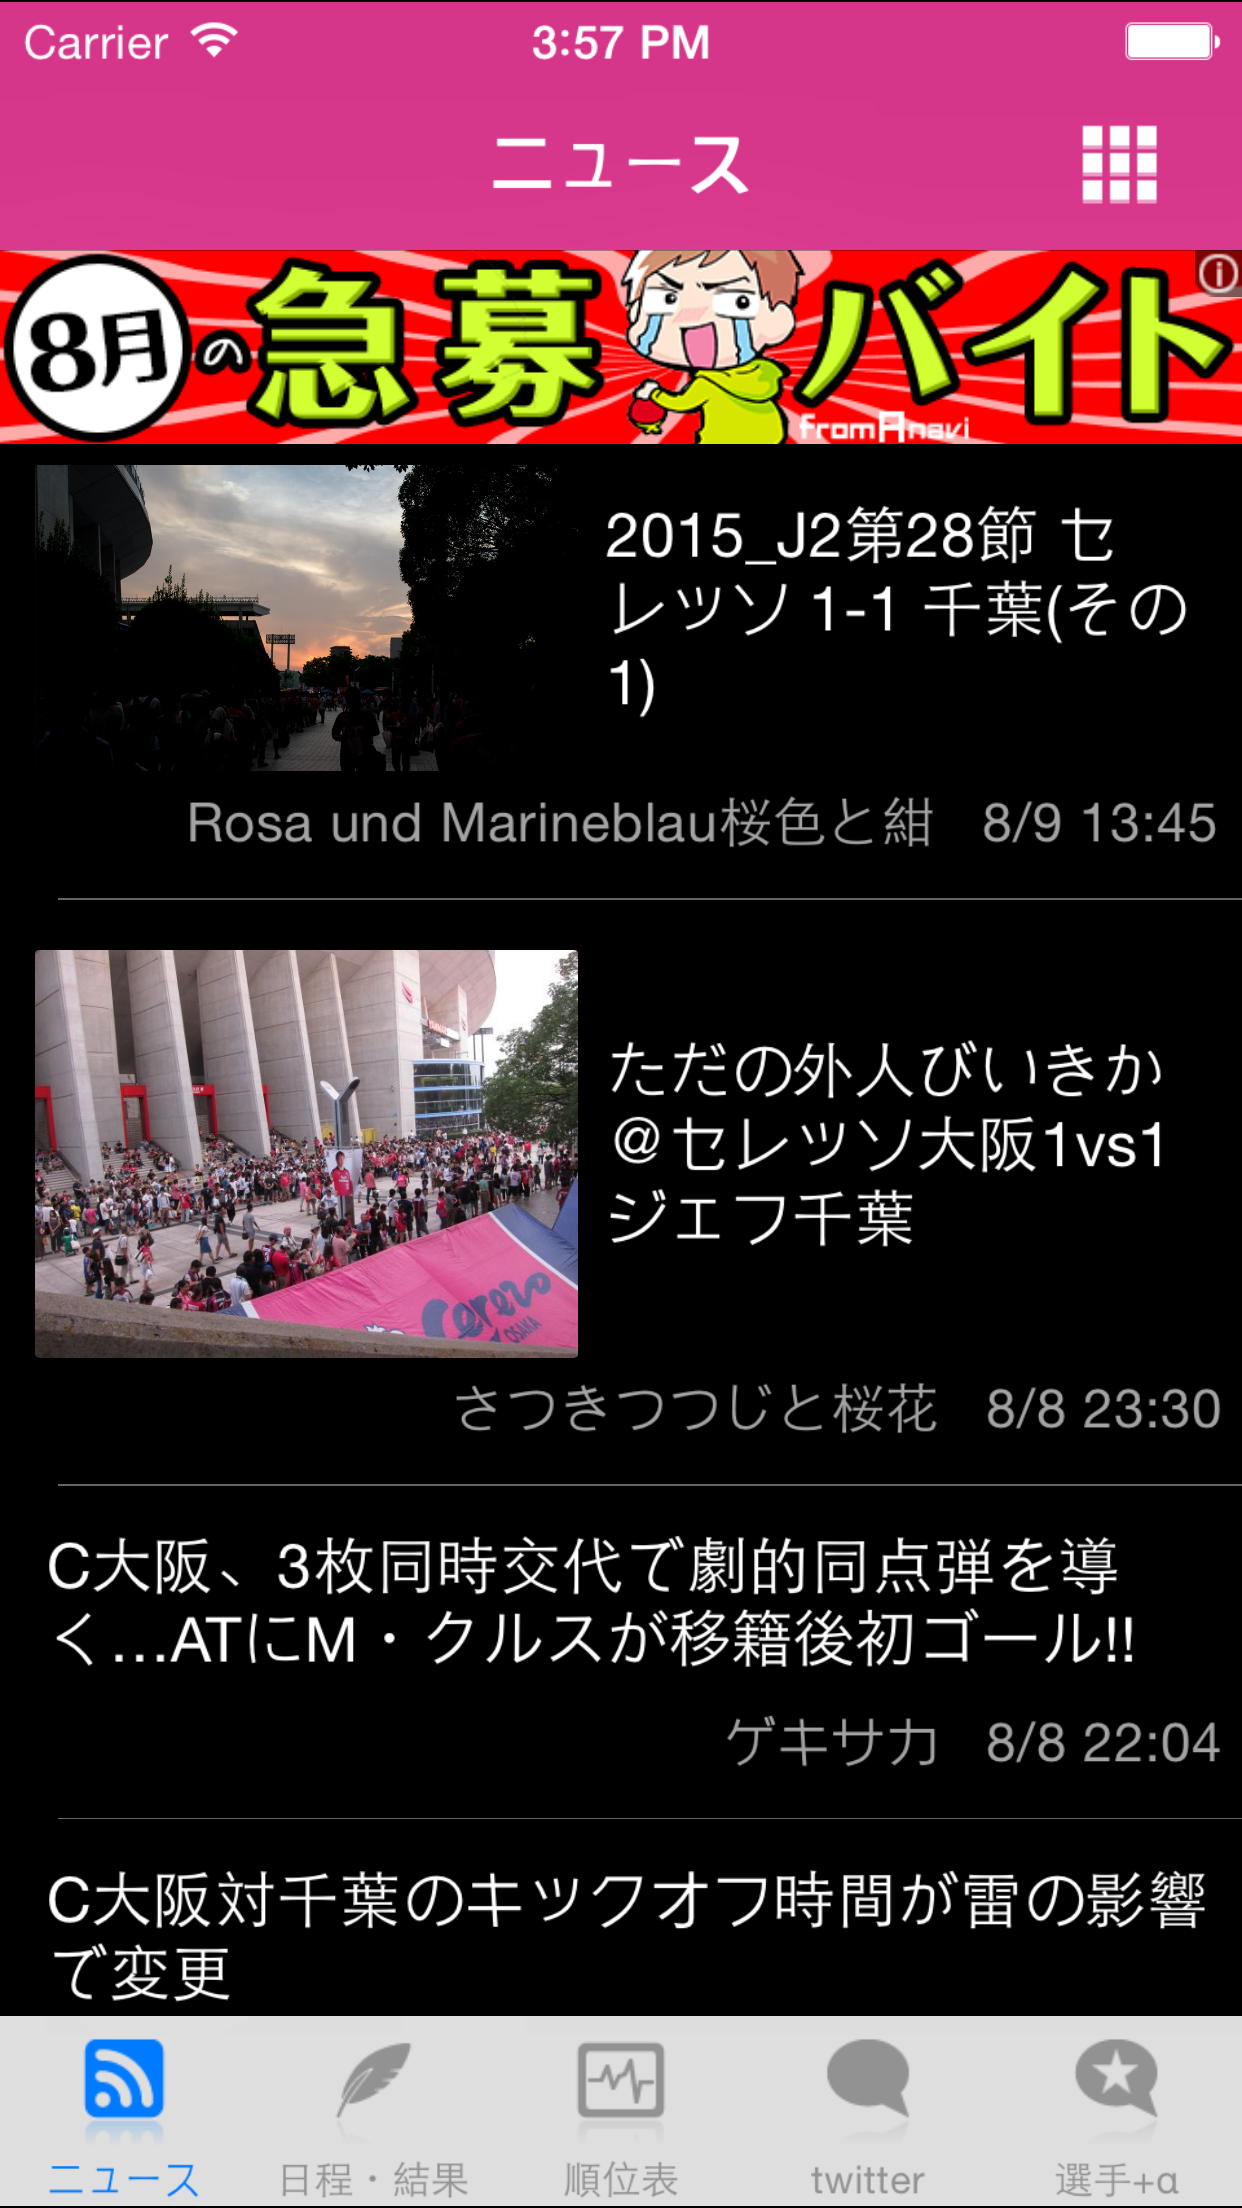 Carrier 3:57 PM
ニュース
8月の急募バイト
fromAnavi
2015_J2第28節 セ
レッソ 1-1 千葉(その
1)
Rosa und Marineblau桜色と紺 8/9 13:45
Cerezo
OSAKA
ただの外人びいきか
＠セレッソ大阪1vs1
ジェフ千葉
さつきつつじと桜花 8/8 23:30
C大阪、3枚同時交代で劇的同点弾を導
く…ATにM・クルスが移籍後初ゴール!!
ゲキサカ 8/8 22:04
C大阪対千葉のキックオフ時間が雷の影響
で変更
ニュース 日程・結果 順位表 twitter 選手+α